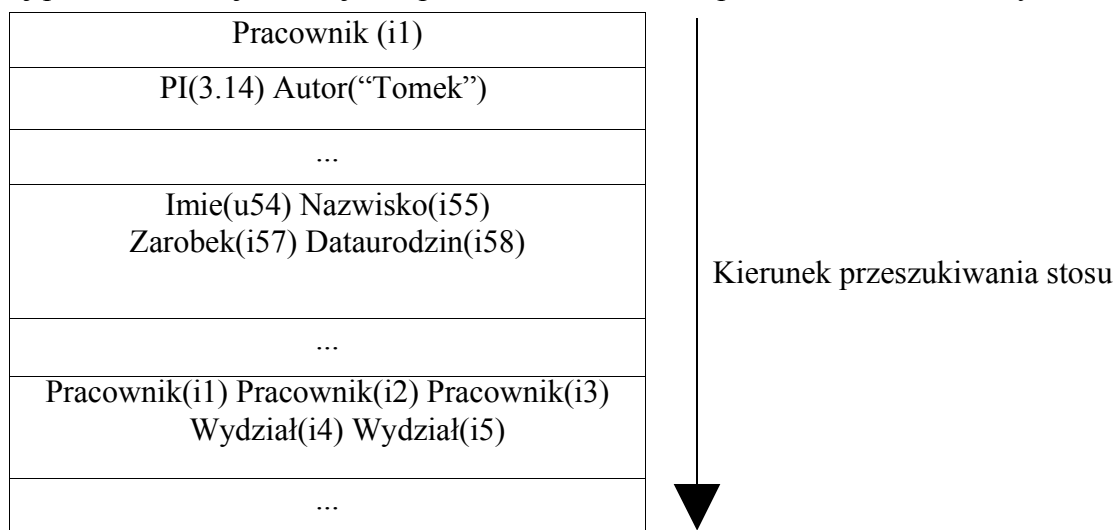 Pracownik (i1)
PI(3.14) Autor(“Tomek”)
...
Imie(u54) Nazwisko(i55)
Zarobek(i57) Dataurodzin(i58)
Kierunek przeszukiwania stosu
...
Pracownik(i1) Pracownik(i2) Pracownik(i3)
Wydział(i4) Wydział(i5)
...